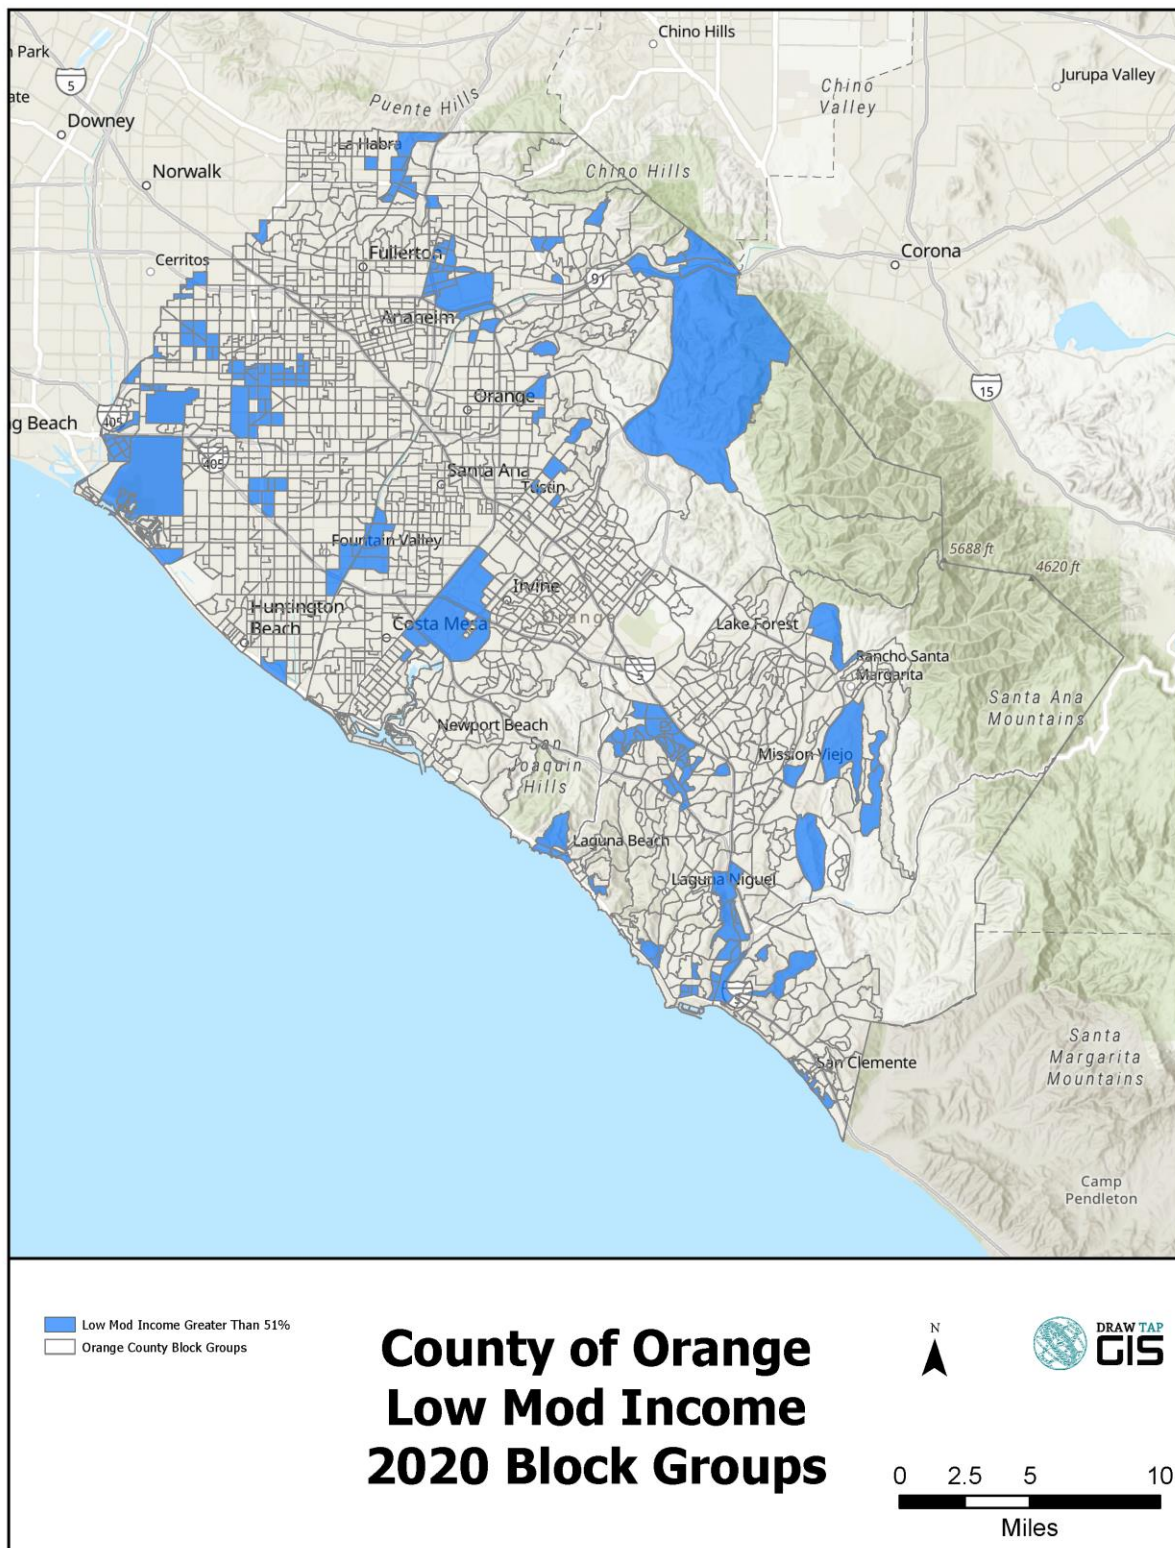 Chino Hills
Park
5
Jurupa Valley
Chino
Valley
ate
Puente Hills
Downey
La Habra
Norwalk
Chino Hills
Fullerton
Cerritos
Corona
91
Anaheim
15
Orange
405
ng Beach
405
Santa Ana
Tustin
Fountain Valley
5688 ft
4620 ft
Irvine
Huntington
Beach
Orange
Costa Mesa
Lake Forest
Rancho Santa
Margarita
5
Santa Ana
Mountains
Newport Beach
San
Joaquin
Hills
Mission Viejo
Laguna Beach
Laguna Niguel
5
Santa
Margarita
Mountains
San Clemente
Camp
Pendleton
Low Mod Income Greater Than 51%
Orange County Block Groups
County of Orange
Low Mod Income
2020 Block Groups
N
DRAW TAP
GIS
0 2.5 5 10
Miles